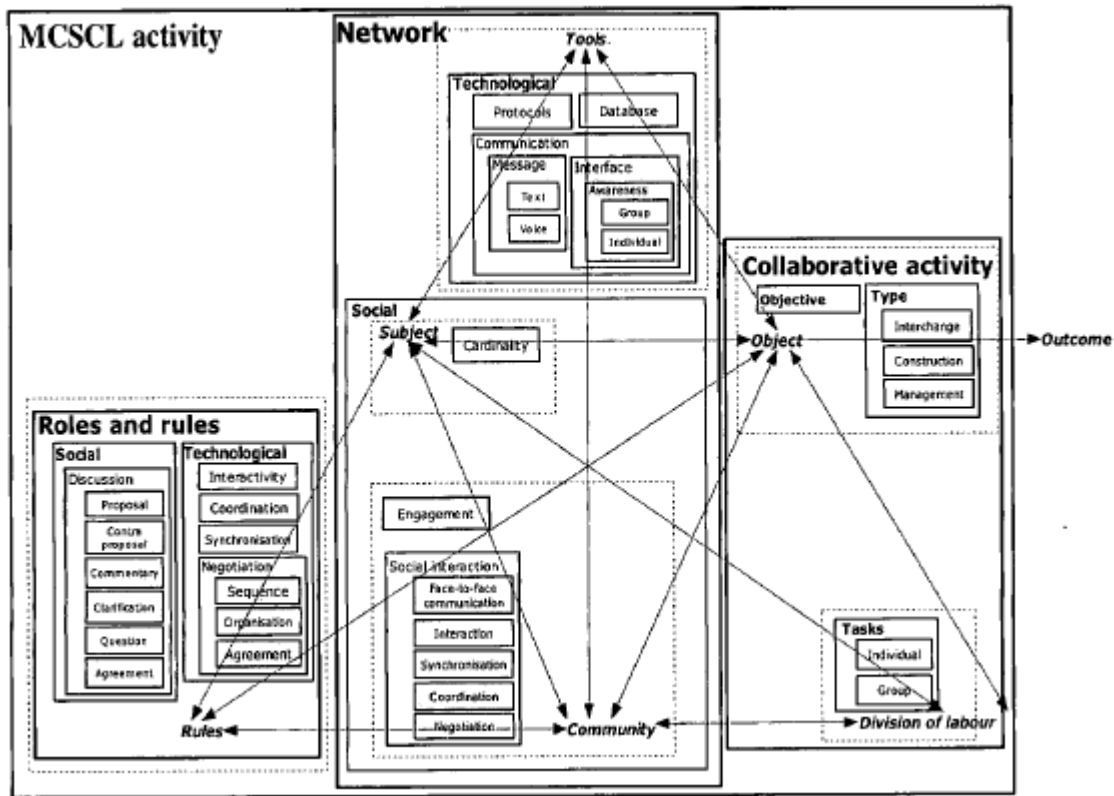 MCSCL activity
Network
Tools.
Technological
Protocols
Database
Communication
Message
Text
Voice
Interface
Awareness
Group
Individual
Social
Subject
Cardinality
Engagement
Social interaction
Face-to-face
communication
Interaction
Synchronisation
Coordination
Negotiation
Community
Collaborative activity
Objective
Object
Type
Interchange
Construction
Management
Outcome
Tasks
Individual
Group
Division of labour
Roles and rules
Social
Discussion
Proposal
Contra
proposal
Commentary
Clarification
Question
Agreement
Technological
Interactivity
Coordination
Synchronisation
Negotiation
Sequence
Organisation
Agreement
Rules